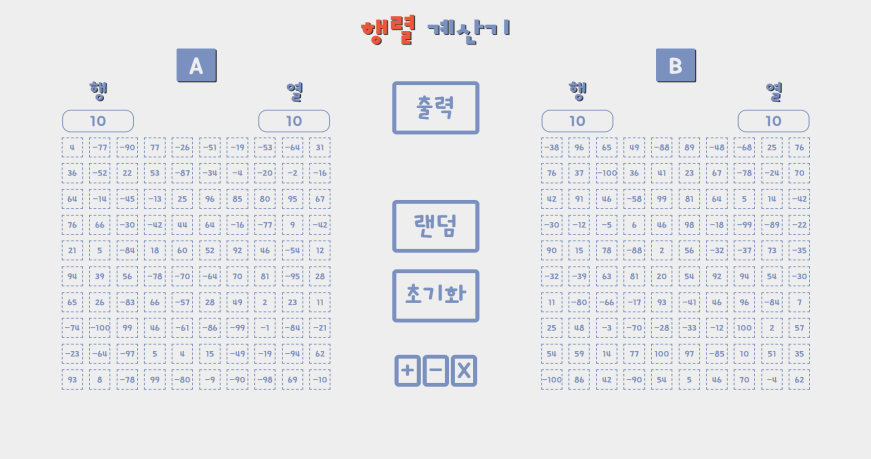 행렬 계산기
A
행 열
10 10
4 -77 -90 77 -26 -51 -19 -53 -64 31
36 -52 22 53 -87 -34 -4 -20 -2 -16
64 -14 -45 -13 25 96 85 80 95 67
76 66 -30 -42 44 64 -16 -77 9 -42
21 5 -84 18 60 52 92 46 -54 12
94 39 56 -78 -70 -64 70 81 -95 28
65 26 -83 66 -57 28 49 2 23 11
-74 -100 99 46 -61 -86 -99 -1 -84 -21
-23 -64 -97 5 4 15 -49 -19 -94 62
93 8 -78 99 -80 -9 -90 -98 69 -10
출력
랜덤
초기화
+ - X
B
행 열
10 10
-38 96 65 49 -88 89 -48 -68 25 76
76 37 -100 36 41 23 67 -78 -24 70
42 91 46 -58 99 81 64 5 14 -42
-30 -12 -5 6 46 98 -18 -99 -89 -22
90 15 78 -88 2 56 -32 -37 73 -35
-32 -39 63 81 20 54 92 94 54 -30
11 -80 -66 -17 93 -41 46 96 -84 7
25 48 -3 -70 -28 -33 -12 100 2 57
54 59 14 77 100 97 -85 10 51 35
-100 86 42 -90 54 5 46 70 -4 62